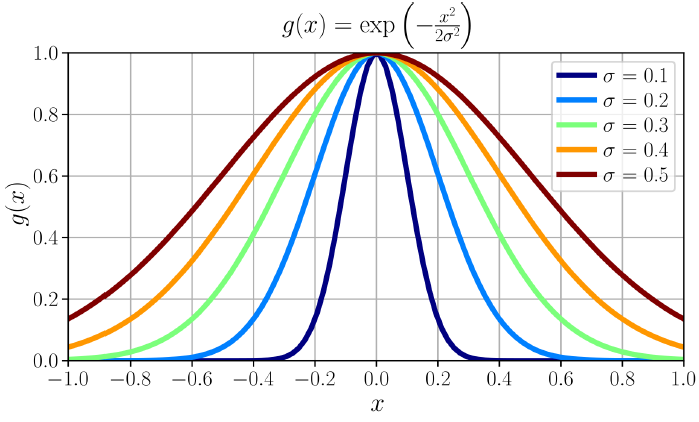 g(x) = exp(−x²/2σ²)
1.0
0.8
0.6
0.4
0.2
0.0
g(x)
σ = 0.1
σ = 0.2
σ = 0.3
σ = 0.4
σ = 0.5
−1.0 −0.8 −0.6 −0.4 −0.2 0.0 0.2 0.4 0.6 0.8 1.0
x